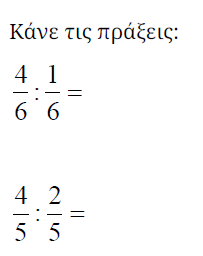 Κάνε τις πράξεις:
4/6 : 1/6 =
4/5 : 2/5 =